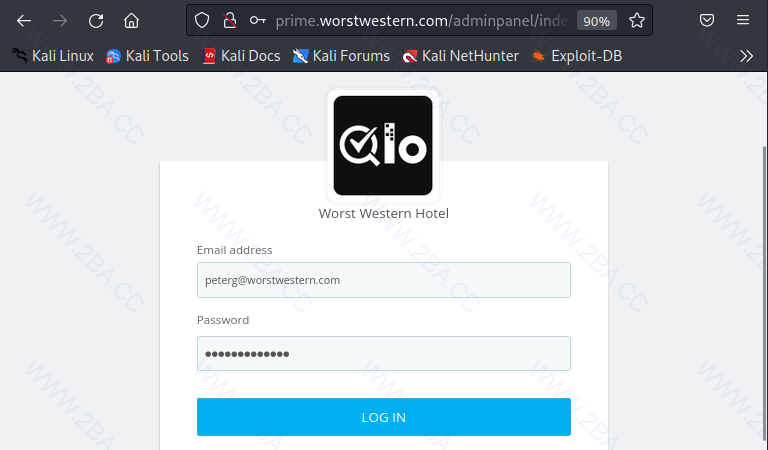 prime.worstwestern.com/adminpanel/inde
90%
Kali Linux Kali Tools Kali Docs Kali Forums Kali NetHunter Exploit-DB
Qlo
Worst Western Hotel
Email address
peterg@worstwestern.com
Password
•••••••••••••
LOG IN
WWW.2BA.CC